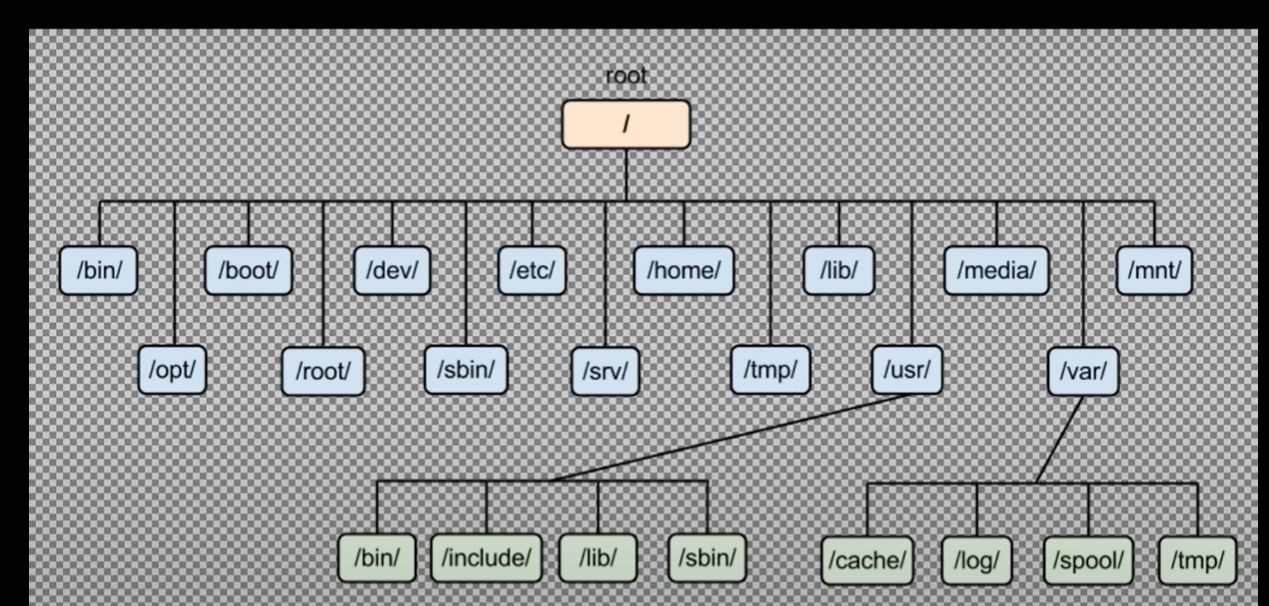 root
/
/bin/
/boot/
/dev/
/etc/
/home/
/lib/
/media/
/mnt/
/opt/
/root/
/sbin/
/srv/
/tmp/
/usr/
/var/
/bin/
/include/
/lib/
/sbin/
/cache/
/log/
/spool/
/tmp/